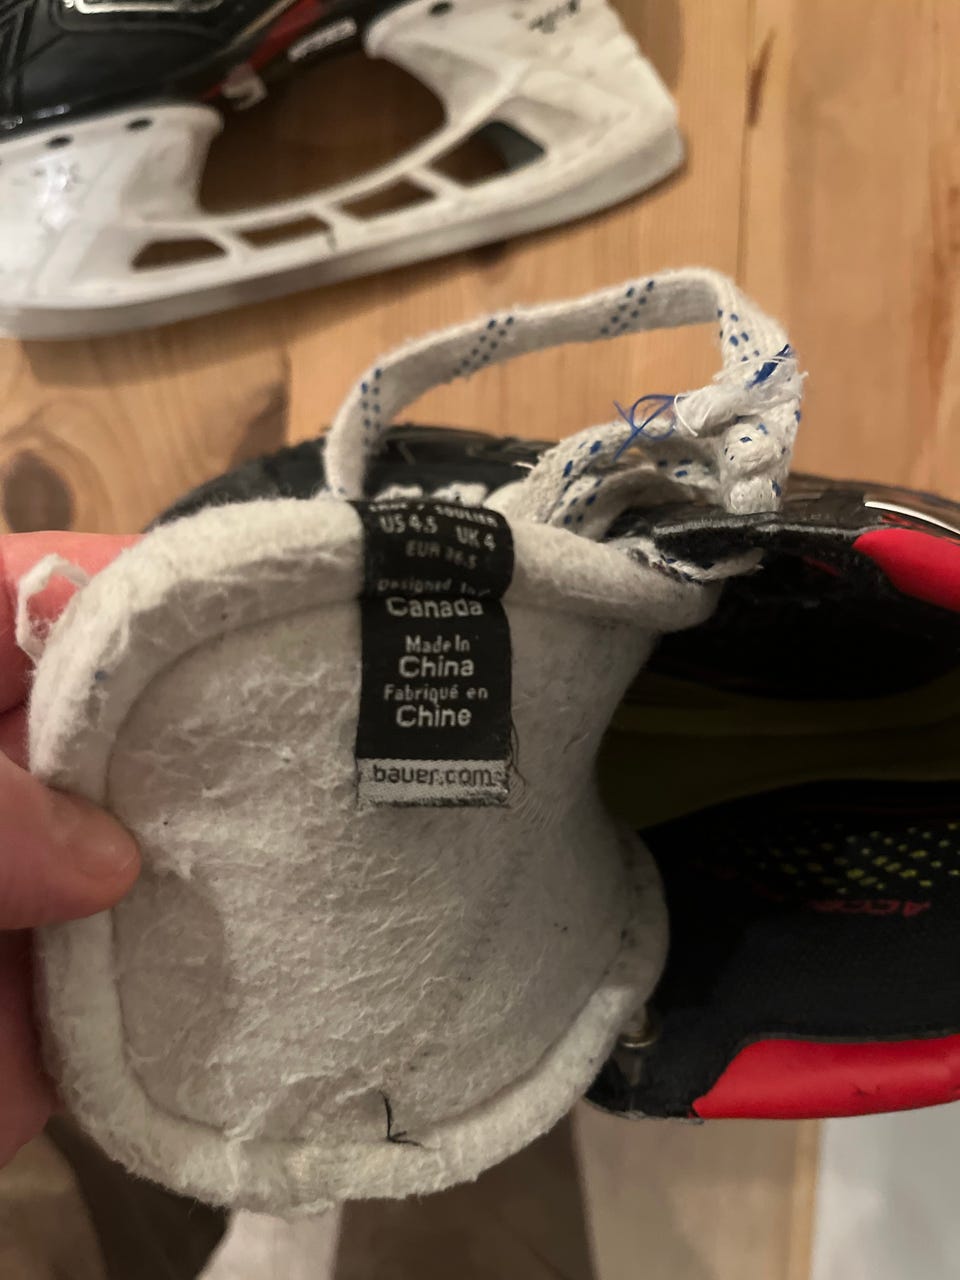 US 4.5 UK 4
EUR 36.5
Designed In
Canada
Made In
China
Fabriqué en
Chine
bauer.com